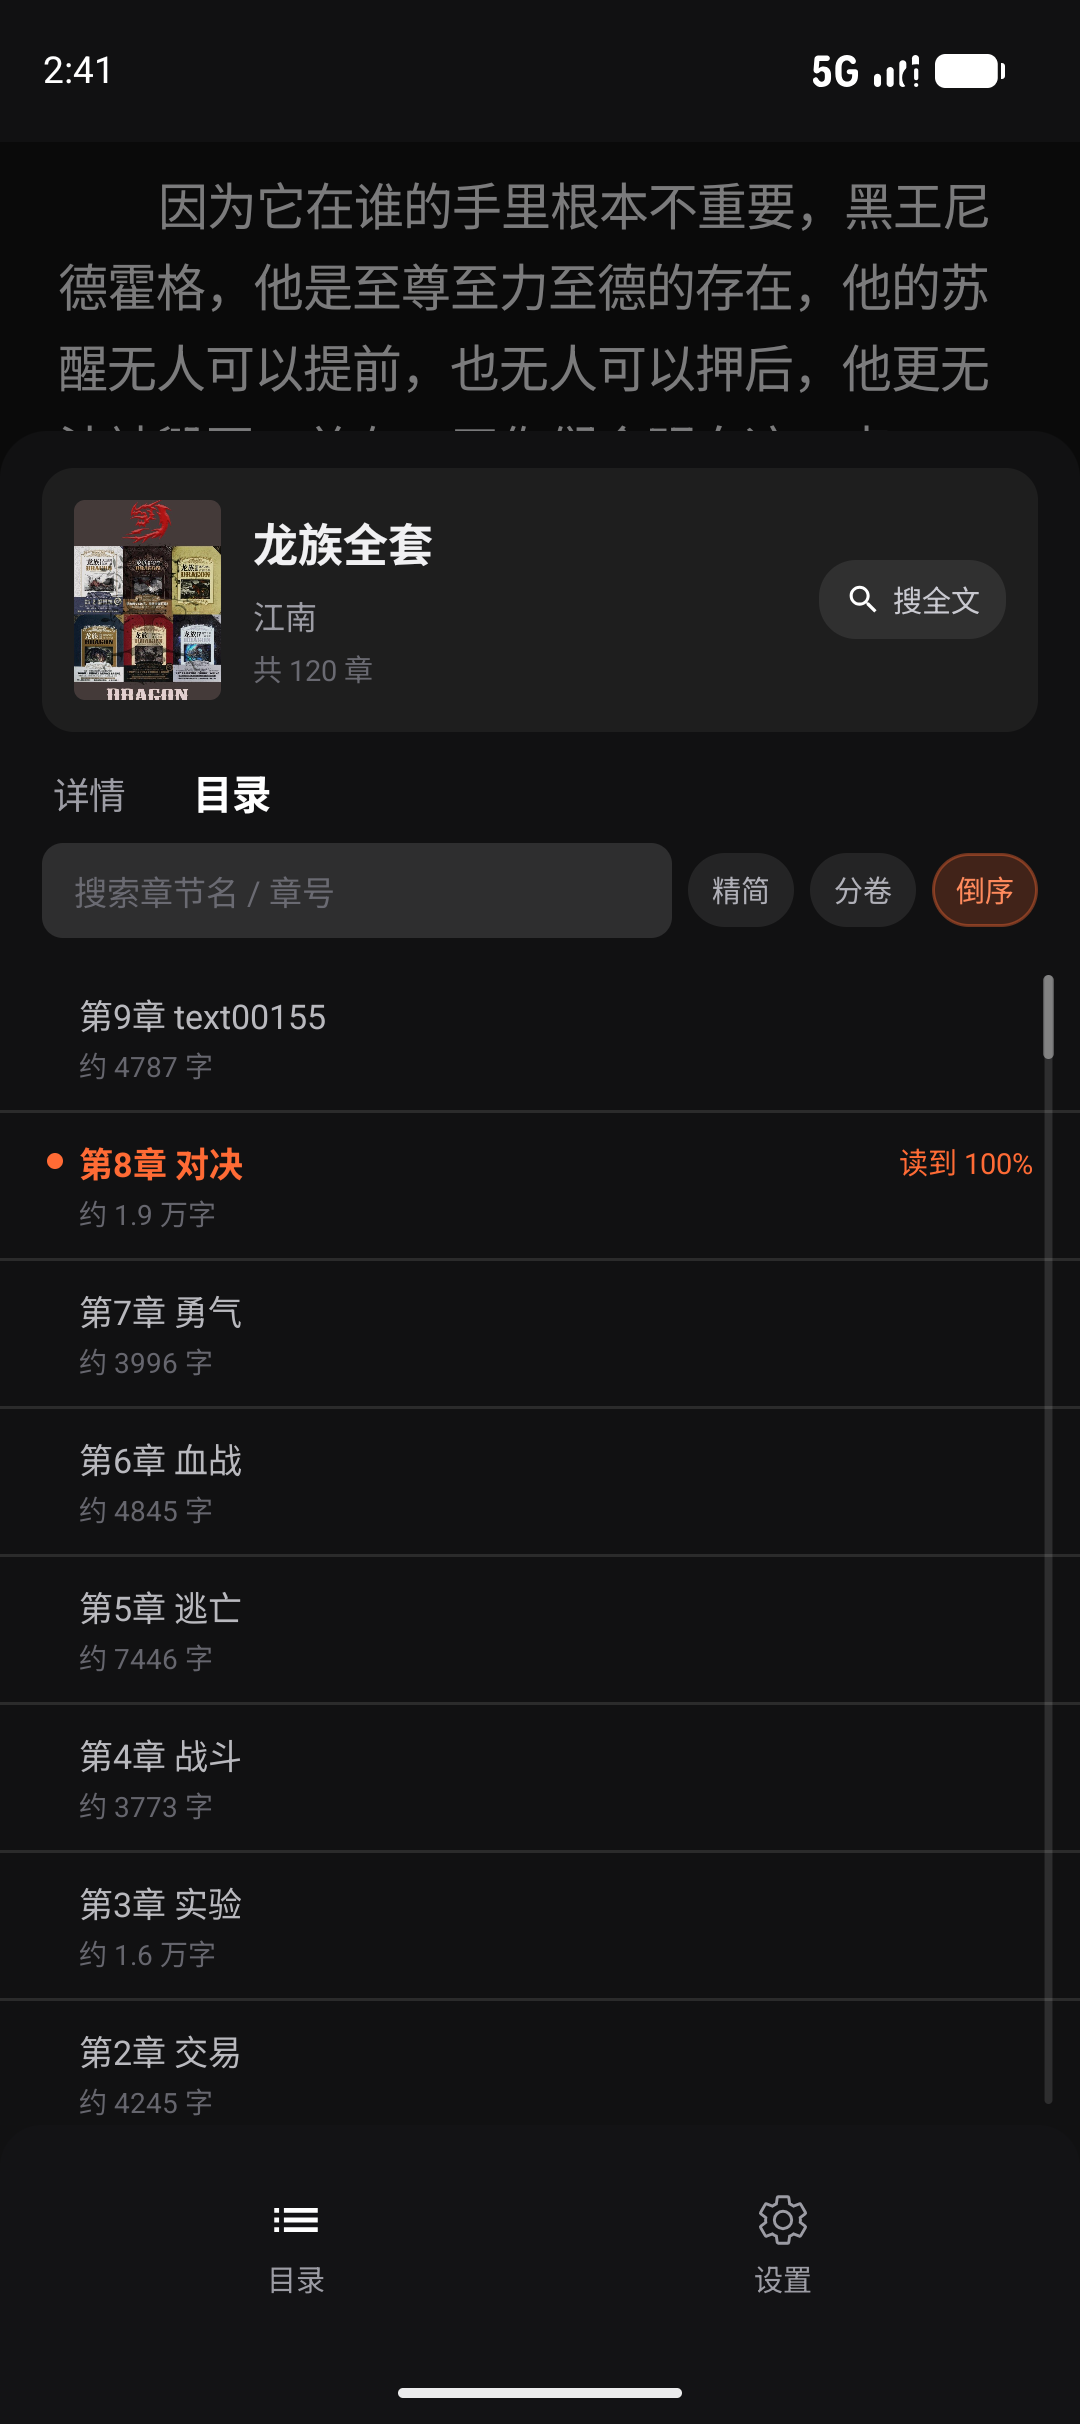 2:41
5G
因为它在谁的手里根本不重要，黑王尼
德霍格，他是至尊至力至德的存在，他的苏
醒无人可以提前，也无人可以押后，他更无
龙族全套
江南
共 120 章
搜全文
DRAGON
详情
目录
搜索章节名 / 章号
精简
分卷
倒序
第9章 text00155
约 4787 字
第8章 对决
读到 100%
约 1.9 万字
第7章 勇气
约 3996 字
第6章 血战
约 4845 字
第5章 逃亡
约 7446 字
第4章 战斗
约 3773 字
第3章 实验
约 1.6 万字
第2章 交易
约 4245 字
目录
设置